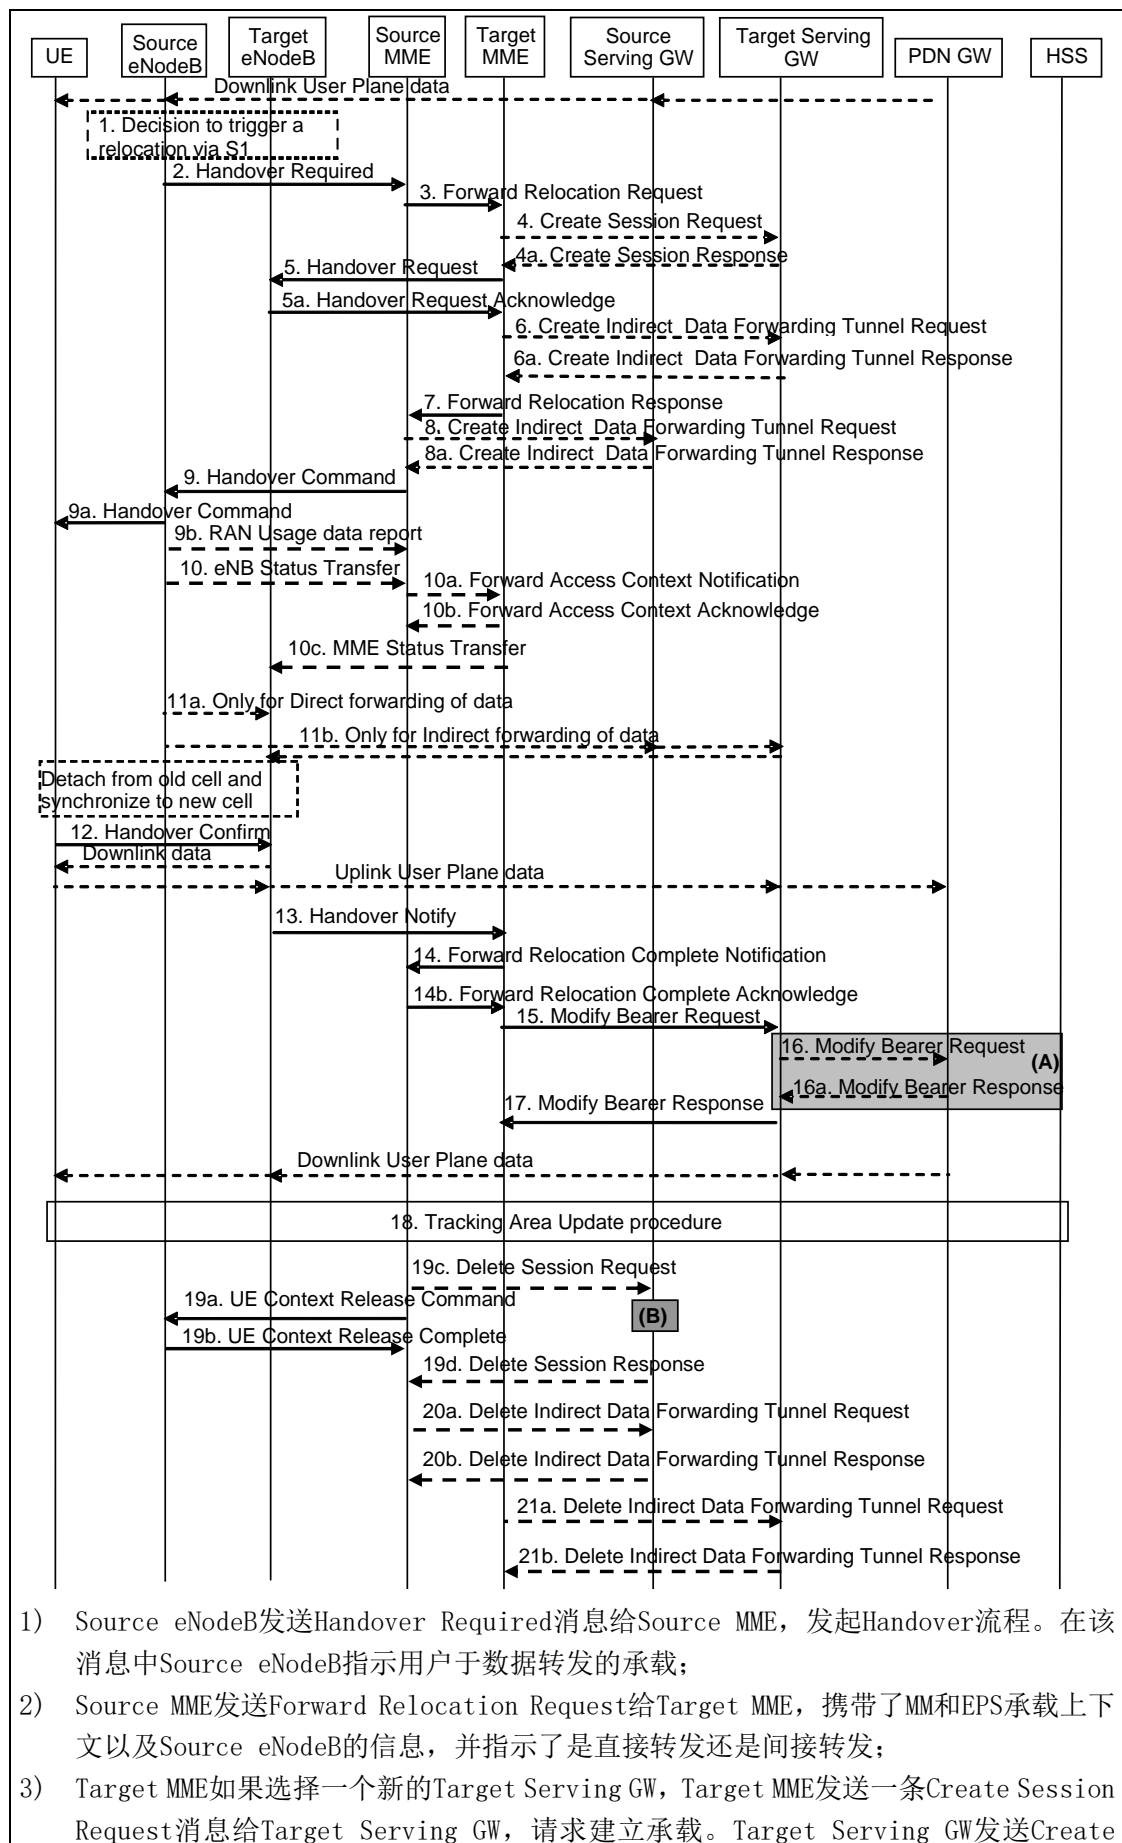 UE
Source
eNodeB
Target
eNodeB
Source
MME
Target
MME
Source
Serving GW
Target Serving
GW
PDN GW
HSS
Downlink User Plane data
1. Decision to trigger a
relocation via S1
2. Handover Required
3. Forward Relocation Request
4. Create Session Request
4a. Create Session Response
5. Handover Request
5a. Handover Request Acknowledge
6. Create Indirect Data Forwarding Tunnel Request
6a. Create Indirect Data Forwarding Tunnel Response
7. Forward Relocation Response
8. Create Indirect Data Forwarding Tunnel Request
8a. Create Indirect Data Forwarding Tunnel Response
9. Handover Command
9a. Handover Command
9b. RAN Usage data report
10. eNB Status Transfer
10a. Forward Access Context Notification
10b. Forward Access Context Acknowledge
10c. MME Status Transfer
11a. Only for Direct forwarding of data
11b. Only for Indirect forwarding of data
Detach from old cell and
synchronize to new cell
12. Handover Confirm
Downlink data
Uplink User Plane data
13. Handover Notify
14. Forward Relocation Complete Notification
14b. Forward Relocation Complete Acknowledge
15. Modify Bearer Request
16. Modify Bearer Request
(A)
16a. Modify Bearer Response
17. Modify Bearer Response
Downlink User Plane data
18. Tracking Area Update procedure
19c. Delete Session Request
19a. UE Context Release Command
(B)
19b. UE Context Release Complete
19d. Delete Session Response
20a. Delete Indirect Data Forwarding Tunnel Request
20b. Delete Indirect Data Forwarding Tunnel Response
21a. Delete Indirect Data Forwarding Tunnel Request
21b. Delete Indirect Data Forwarding Tunnel Response
1) Source eNodeB发送Handover Required消息给Source MME，发起Handover流程。在该
消息中Source eNodeB指示用户于数据转发的承载；
2) Source MME发送Forward Relocation Request给Target MME，携带了MM和EPS承载上下
文以及Source eNodeB的信息，并指示了是直接转发还是间接转发；
3) Target MME如果选择一个新的Target Serving GW，Target MME发送一条Create Session
Request消息给Target Serving GW，请求建立承载。Target Serving GW发送Create